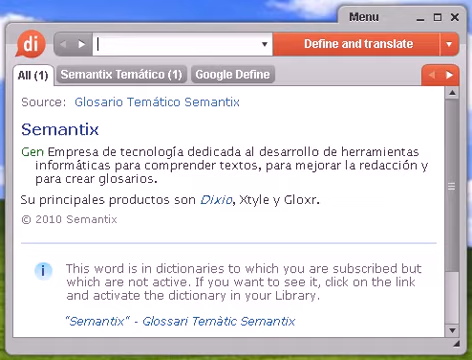 Menu
di
Define and translate
All (1)
Semantix Temático (1)
Google Define
Source: Glosario Temático Semantix
Semantix
Gen Empresa de tecnología dedicada al desarrollo de herramientas
informáticas para comprender textos, para mejorar la redacción y
para crear glosarios.
Su principales productos son Dixio, Xtyle y Gloxr.
© 2010 Semantix
i
This word is in dictionaries to which you are subscribed but
which are not active. If you want to see it, click on the link
and activate the dictionary in your Library.
"Semantix" - Glossari Temàtic Semantix